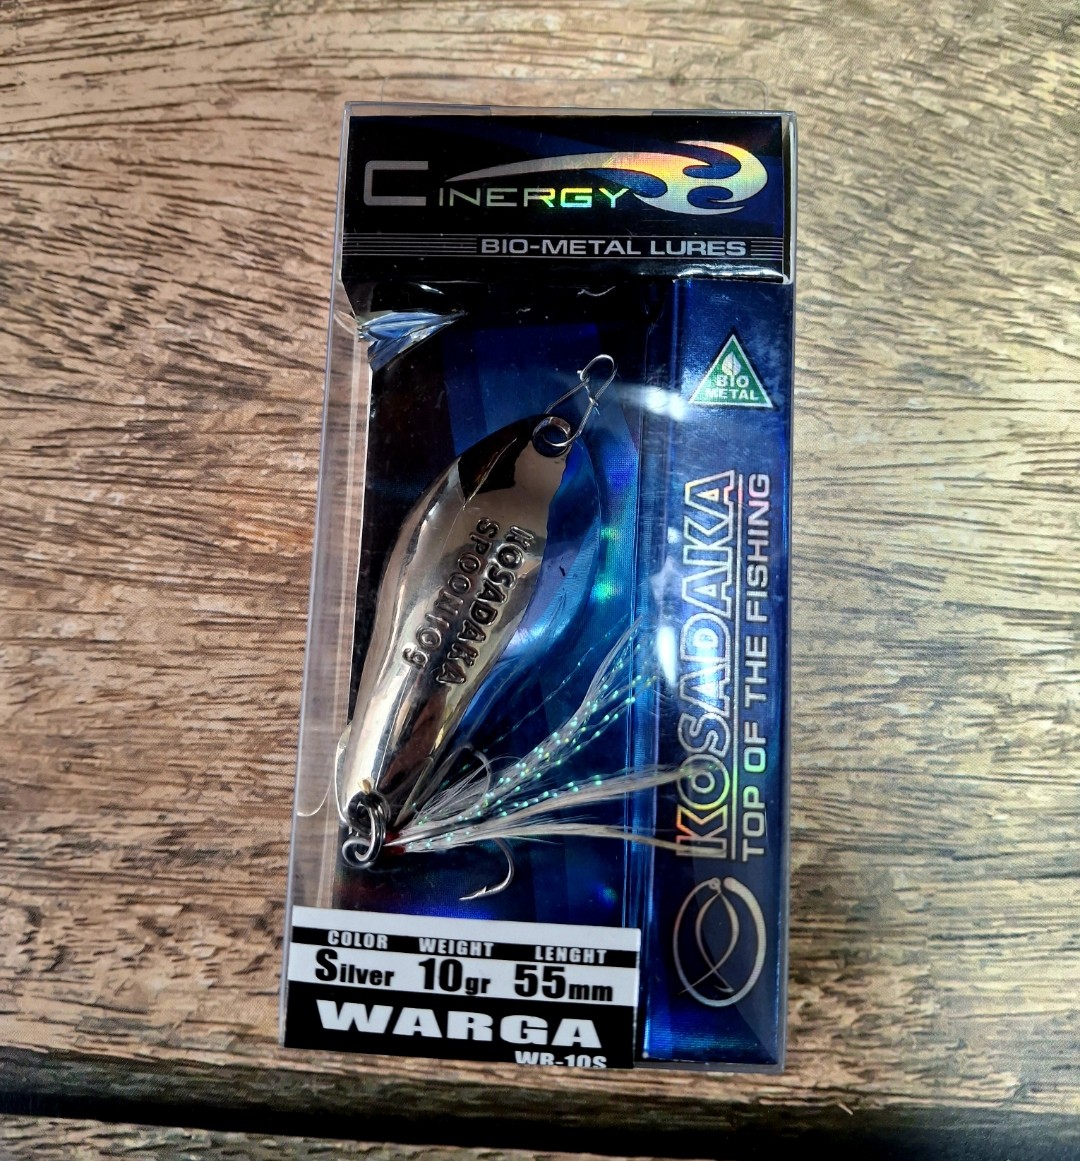 CINERGY
BIO-METAL LURES
BIO
METAL
KOSADAKA
TOP OF THE FISHING
KOSADAKA
SPOON 10g
COLOR WEIGHT LENGHT
Silver 10gr 55mm
WARGA
WR-10S